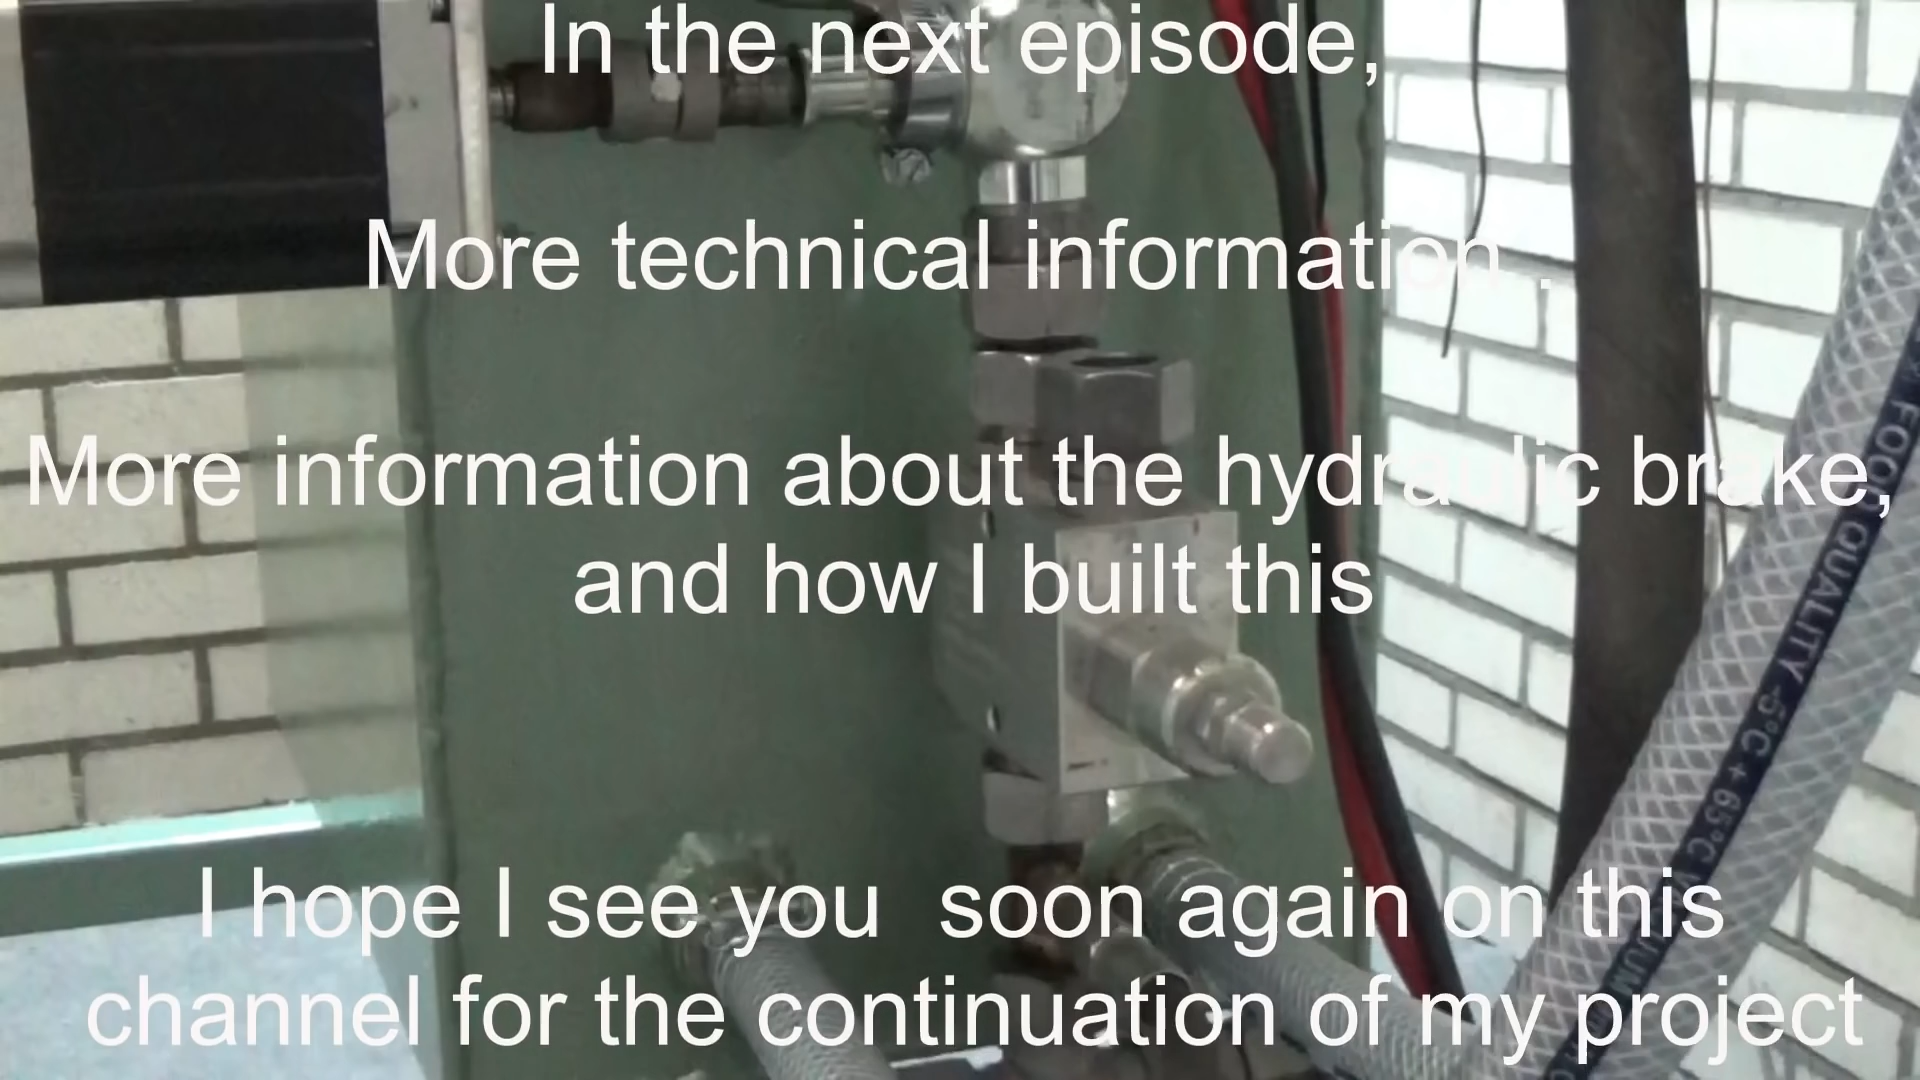 In the next episode,
More technical information .
More information about the hydraulic brake,
and how I built this
I hope I see you  soon again on this
channel for the continuation of my project
FOOD QUALITY -5°C + 65°C